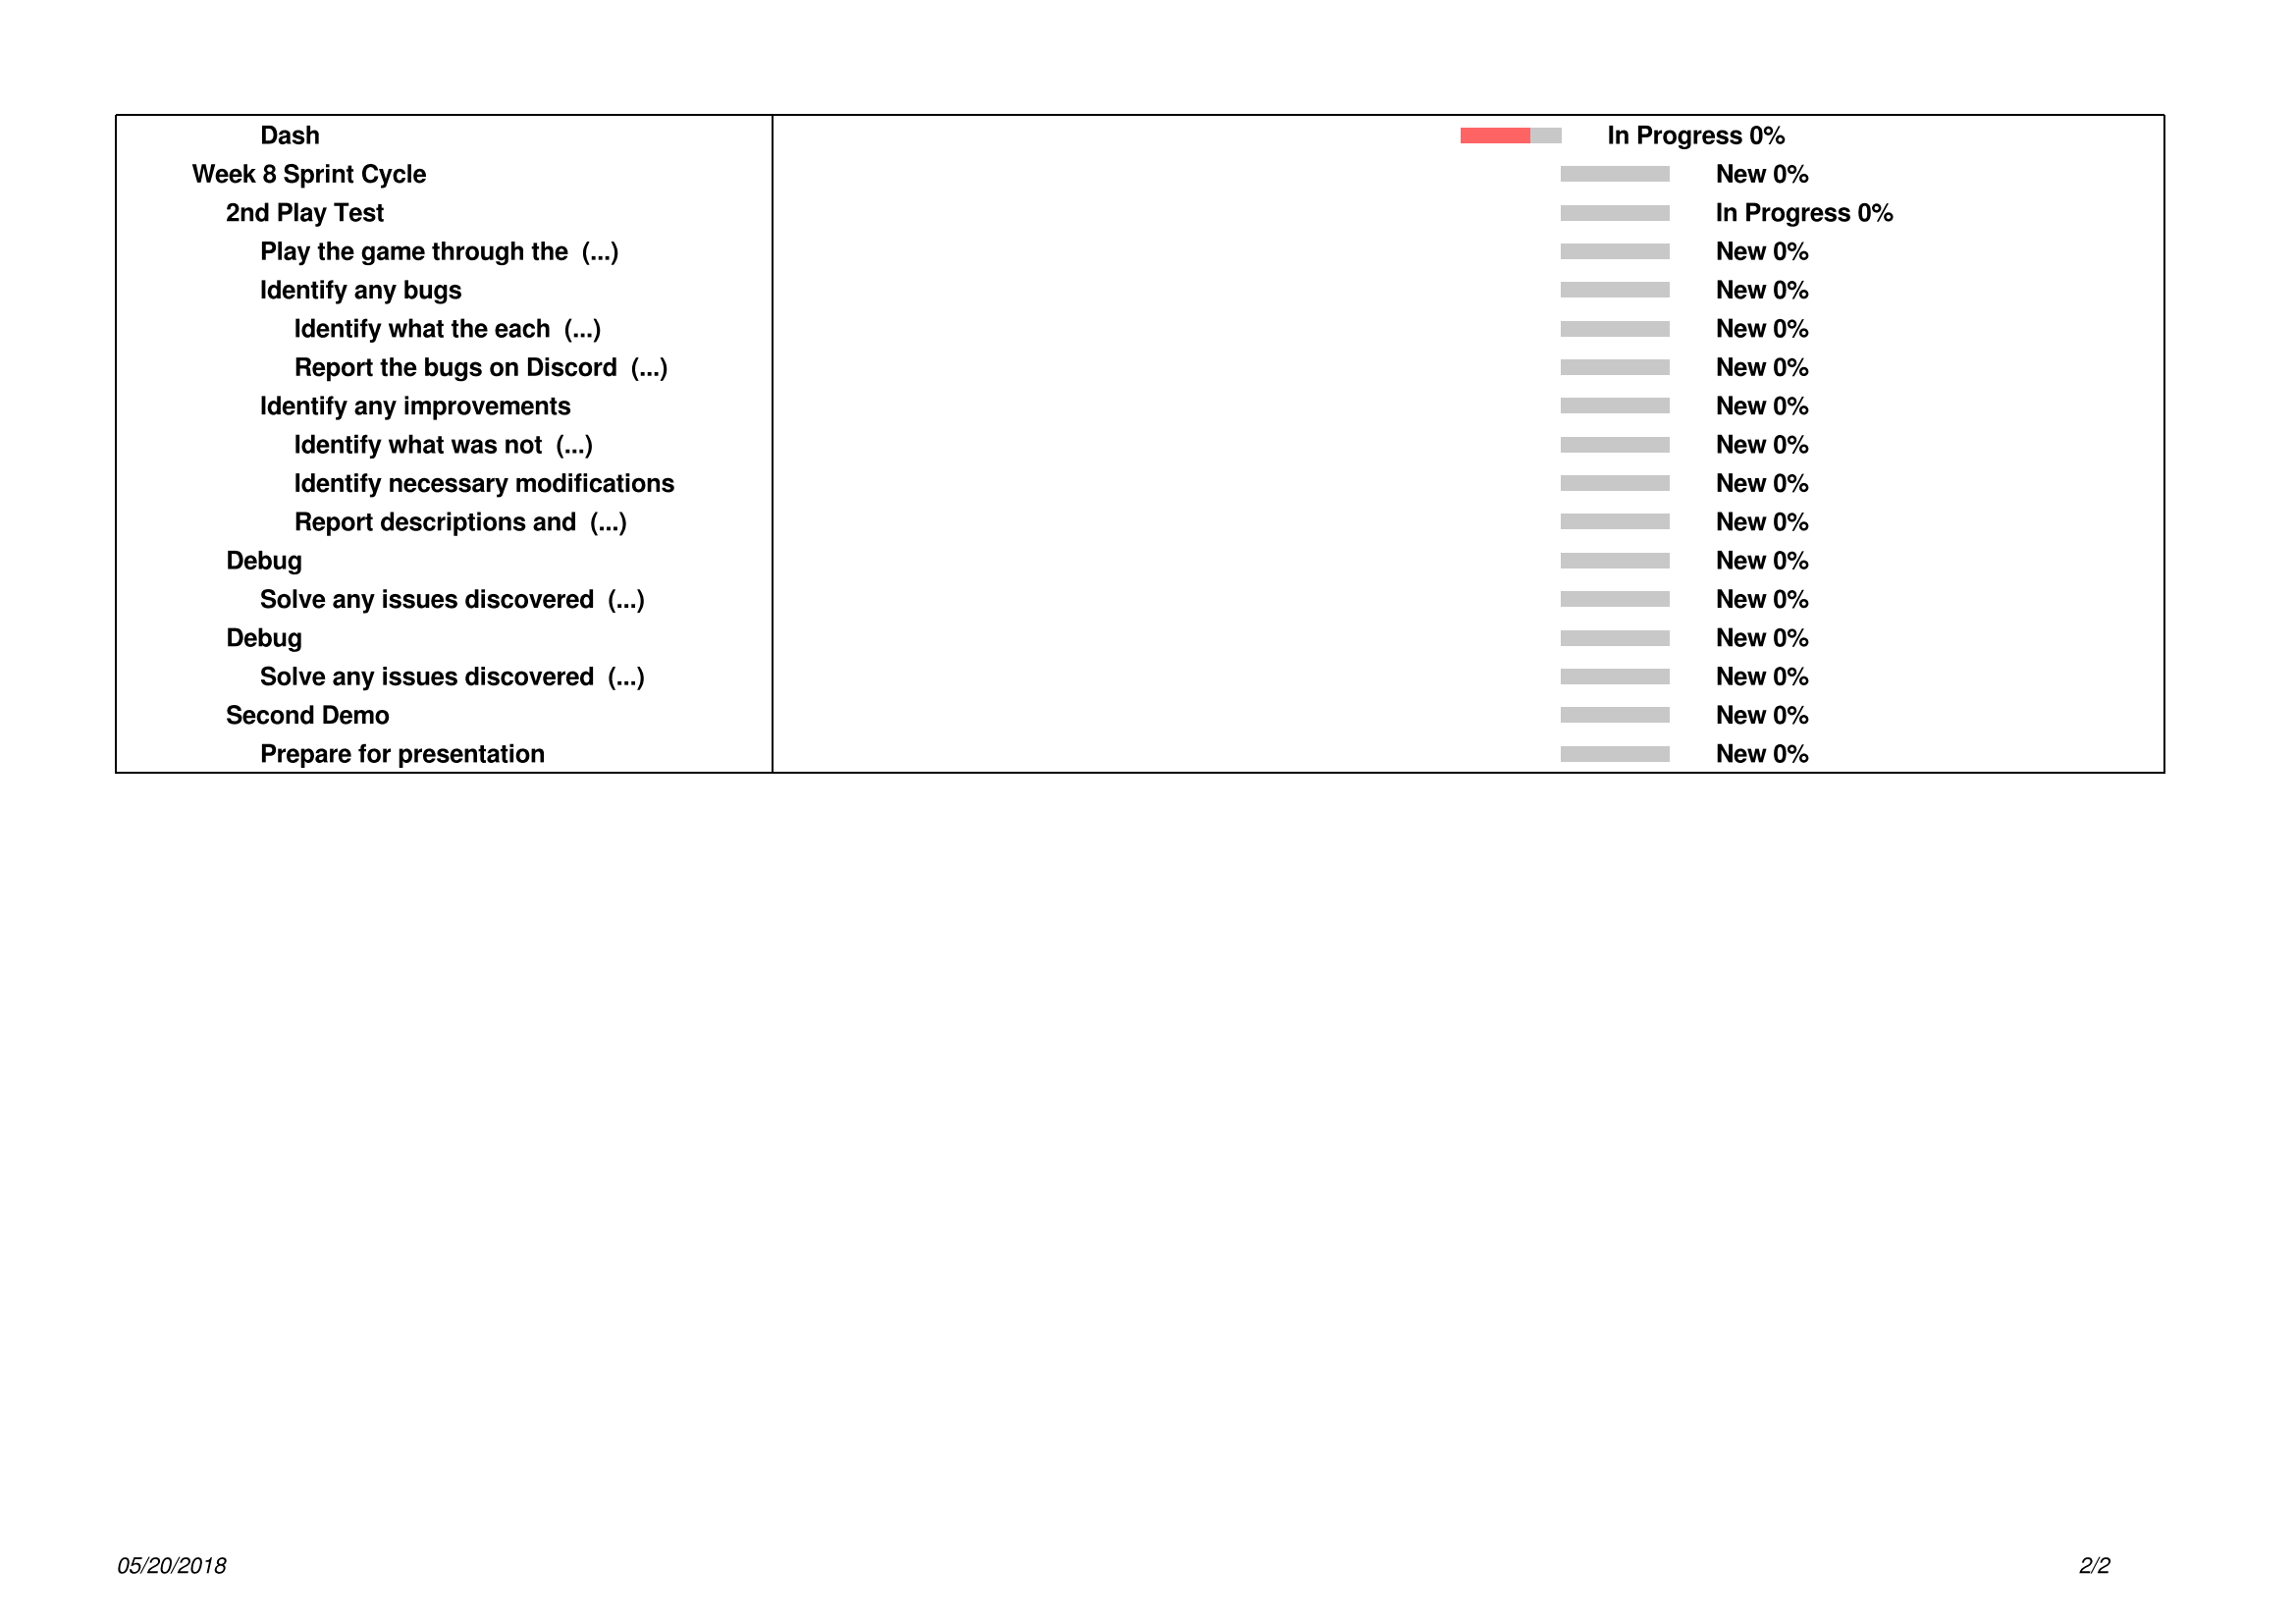 Dash In Progress 0%
Week 8 Sprint Cycle New 0%
2nd Play Test In Progress 0%
Play the game through the (...) New 0%
Identify any bugs New 0%
Identify what the each (...) New 0%
Report the bugs on Discord (...) New 0%
Identify any improvements New 0%
Identify what was not (...) New 0%
Identify necessary modifications New 0%
Report descriptions and (...) New 0%
Debug New 0%
Solve any issues discovered (...) New 0%
Debug New 0%
Solve any issues discovered (...) New 0%
Second Demo New 0%
Prepare for presentation New 0%
05/20/2018 2/2